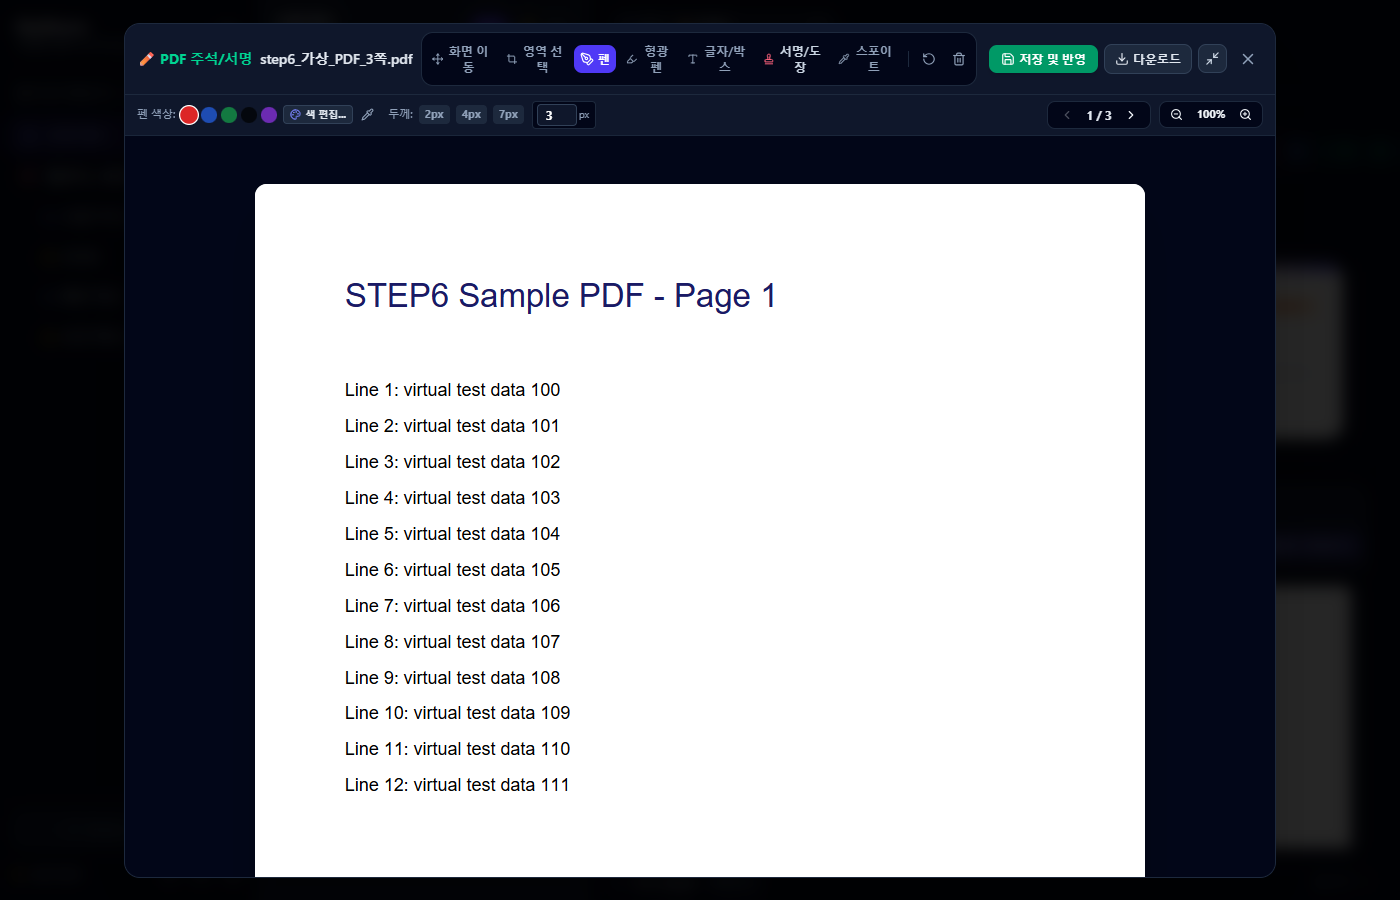 PDF 주석/서명 step6_가상_PDF_3쪽.pdf
화면 이동
영역 선택
펜
형광펜
글자/박스
서명/도장
스포이트
저장 및 반영
다운로드
펜 색상:
색 편집...
두께:
2px
4px
7px
3
px
1 / 3
100%
STEP6 Sample PDF - Page 1
Line 1: virtual test data 100
Line 2: virtual test data 101
Line 3: virtual test data 102
Line 4: virtual test data 103
Line 5: virtual test data 104
Line 6: virtual test data 105
Line 7: virtual test data 106
Line 8: virtual test data 107
Line 9: virtual test data 108
Line 10: virtual test data 109
Line 11: virtual test data 110
Line 12: virtual test data 111